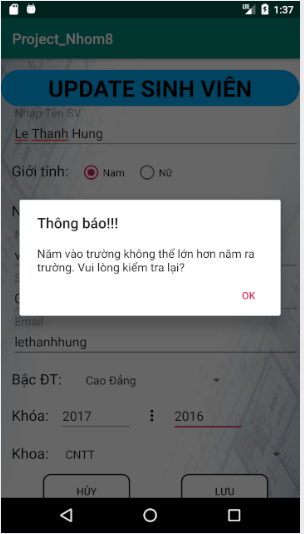 1:37
Project_Nhom8
UPDATE SINH VIÊN
Nhập Tên SV
Le Thanh Hung
Giới tính: Nam Nữ
Thông báo!!!
Năm vào trường không thể lớn hơn năm ra
trường. Vui lòng kiểm tra lại?
OK
Email
lethanhhung
Bậc ĐT: Cao Đẳng
Khóa: 2017 : 2016
Khoa: CNTT
HỦY LƯU